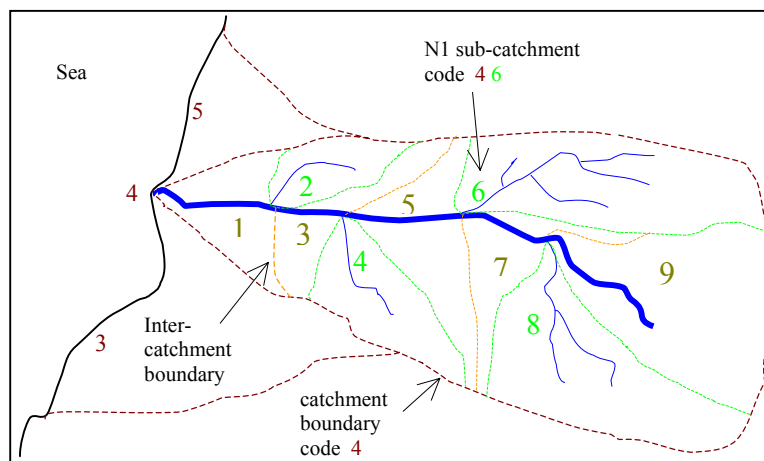 N1 sub-catchment
code 4 6
Sea
5
4
2
6
5
1
3
4
7
9
8
3
Inter-
catchment
boundary
catchment
boundary
code 4